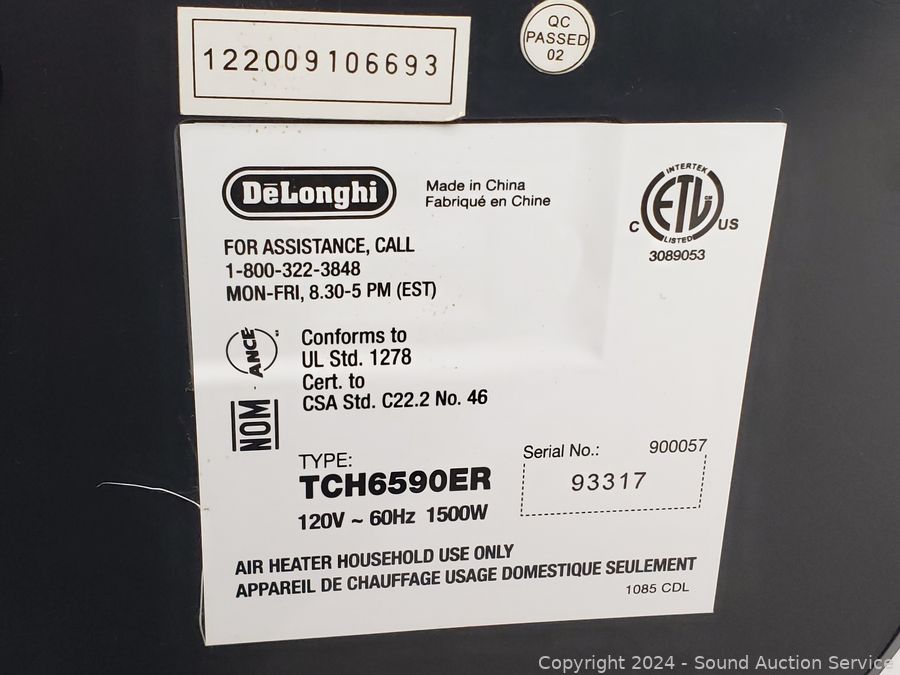 122009106693
QC
PASSED
02
DeLonghi
Made in China
Fabriqué en Chine
INTERTEK
ETL CM
C US
LISTED
3089053
FOR ASSISTANCE, CALL
1-800-322-3848
MON-FRI, 8.30-5 PM (EST)
ANCE
NOM
Conforms to
UL Std. 1278
Cert. to
CSA Std. C22.2 No. 46
TYPE:
TCH6590ER
120V ~ 60Hz 1500W
Serial No.: 900057
93317
AIR HEATER HOUSEHOLD USE ONLY
APPAREIL DE CHAUFFAGE USAGE DOMESTIQUE SEULEMENT
1085 CDL
Copyright © 2024 - Sound Auction Service